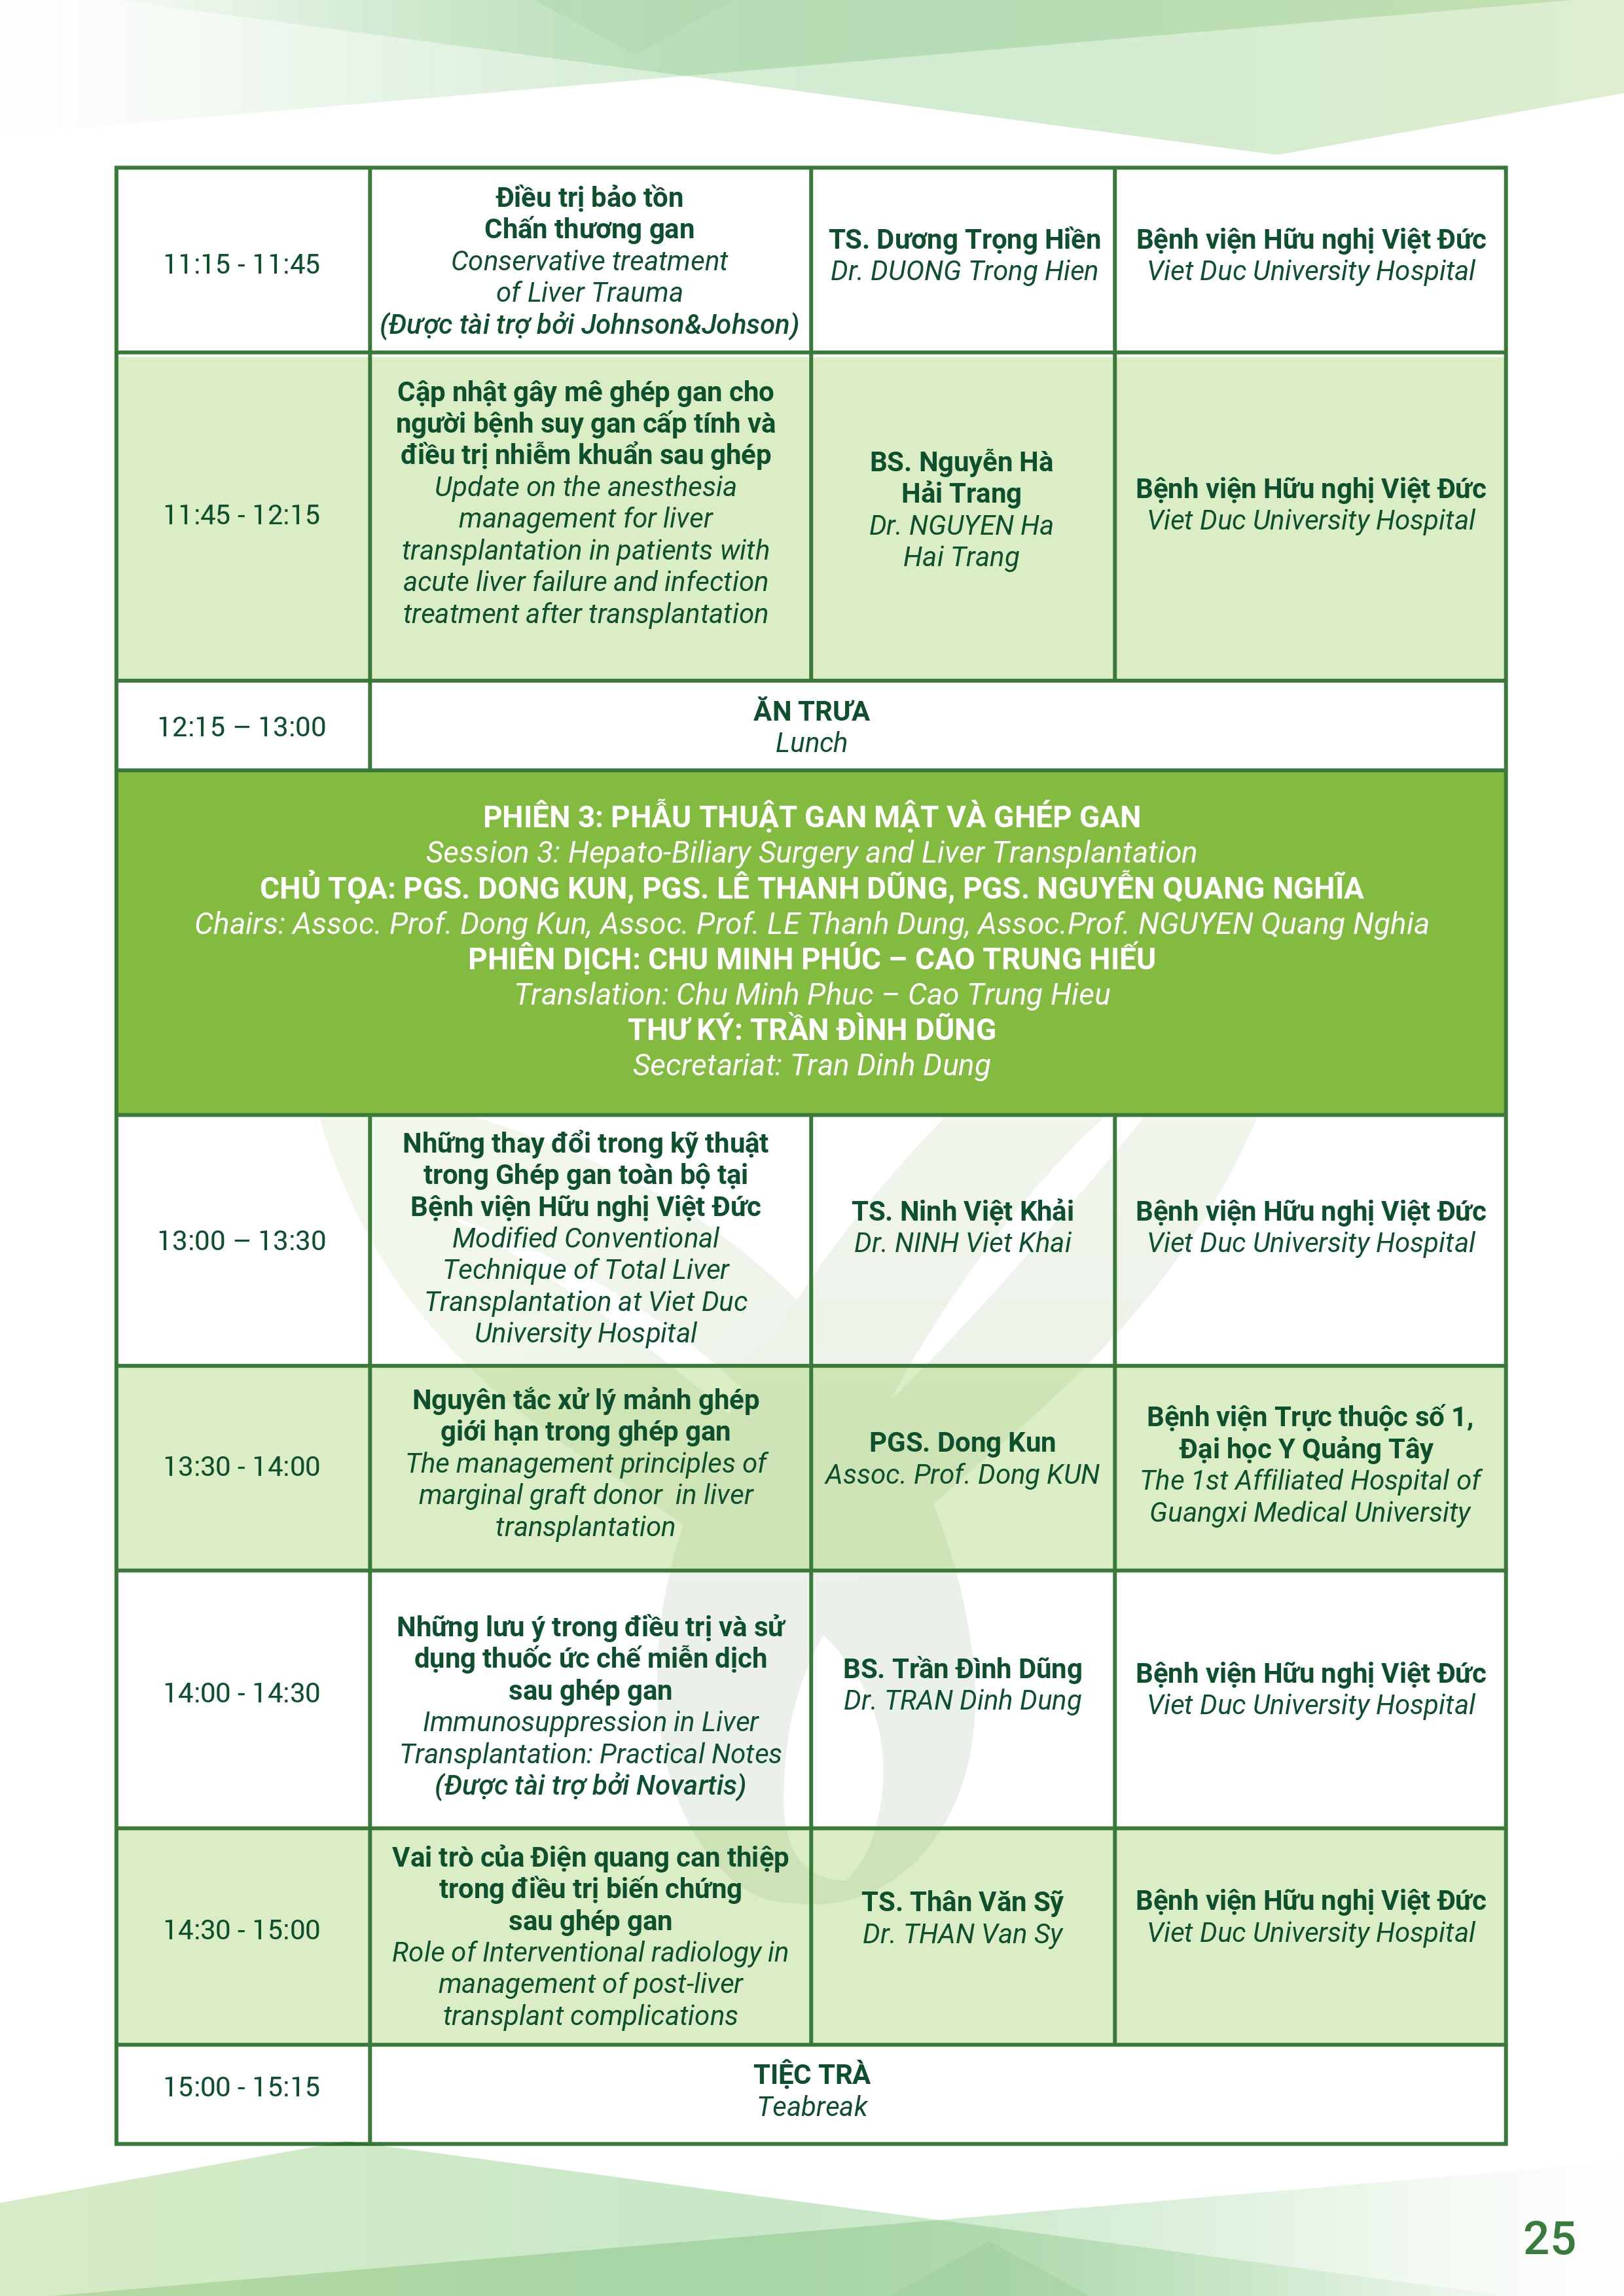 11:15 - 11:45
Điều trị bảo tồn
Chấn thương gan
Conservative treatment
of Liver Trauma
(Được tài trợ bởi Johnson&Johson)
TS. Dương Trọng Hiền
Dr. DUONG Trong Hien
Bệnh viện Hữu nghị Việt Đức
Viet Duc University Hospital
11:45 - 12:15
Cập nhật gây mê ghép gan cho
người bệnh suy gan cấp tính và
điều trị nhiễm khuẩn sau ghép
Update on the anesthesia
management for liver
transplantation in patients with
acute liver failure and infection
treatment after transplantation
BS. Nguyễn Hà
Hải Trang
Dr. NGUYEN Ha
Hai Trang
Bệnh viện Hữu nghị Việt Đức
Viet Duc University Hospital
12:15 – 13:00
ĂN TRƯA
Lunch
PHIÊN 3: PHẪU THUẬT GAN MẬT VÀ GHÉP GAN
Session 3: Hepato-Biliary Surgery and Liver Transplantation
CHỦ TỌA: PGS. DONG KUN, PGS. LÊ THANH DŨNG, PGS. NGUYỄN QUANG NGHĨA
Chairs: Assoc. Prof. Dong Kun, Assoc. Prof. LE Thanh Dung, Assoc.Prof. NGUYEN Quang Nghia
PHIÊN DỊCH: CHU MINH PHÚC – CAO TRUNG HIẾU
Translation: Chu Minh Phuc – Cao Trung Hieu
THƯ KÝ: TRẦN ĐÌNH DŨNG
Secretariat: Tran Dinh Dung
13:00 – 13:30
Những thay đổi trong kỹ thuật
trong Ghép gan toàn bộ tại
Bệnh viện Hữu nghị Việt Đức
Modified Conventional
Technique of Total Liver
Transplantation at Viet Duc
University Hospital
TS. Ninh Việt Khải
Dr. NINH Viet Khai
Bệnh viện Hữu nghị Việt Đức
Viet Duc University Hospital
13:30 - 14:00
Nguyên tắc xử lý mảnh ghép
giới hạn trong ghép gan
The management principles of
marginal graft donor  in liver
transplantation
PGS. Dong Kun
Assoc. Prof. Dong KUN
Bệnh viện Trực thuộc số 1,
Đại học Y Quảng Tây
The 1st Affiliated Hospital of
Guangxi Medical University
14:00 - 14:30
Những lưu ý trong điều trị và sử
dụng thuốc ức chế miễn dịch
sau ghép gan
Immunosuppression in Liver
Transplantation: Practical Notes
(Được tài trợ bởi Novartis)
BS. Trần Đình Dũng
Dr. TRAN Dinh Dung
Bệnh viện Hữu nghị Việt Đức
Viet Duc University Hospital
14:30 - 15:00
Vai trò của Điện quang can thiệp
trong điều trị biến chứng
sau ghép gan
Role of Interventional radiology in
management of post-liver
transplant complications
TS. Thân Văn Sỹ
Dr. THAN Van Sy
Bệnh viện Hữu nghị Việt Đức
Viet Duc University Hospital
15:00 - 15:15
TIỆC TRÀ
Teabreak
25